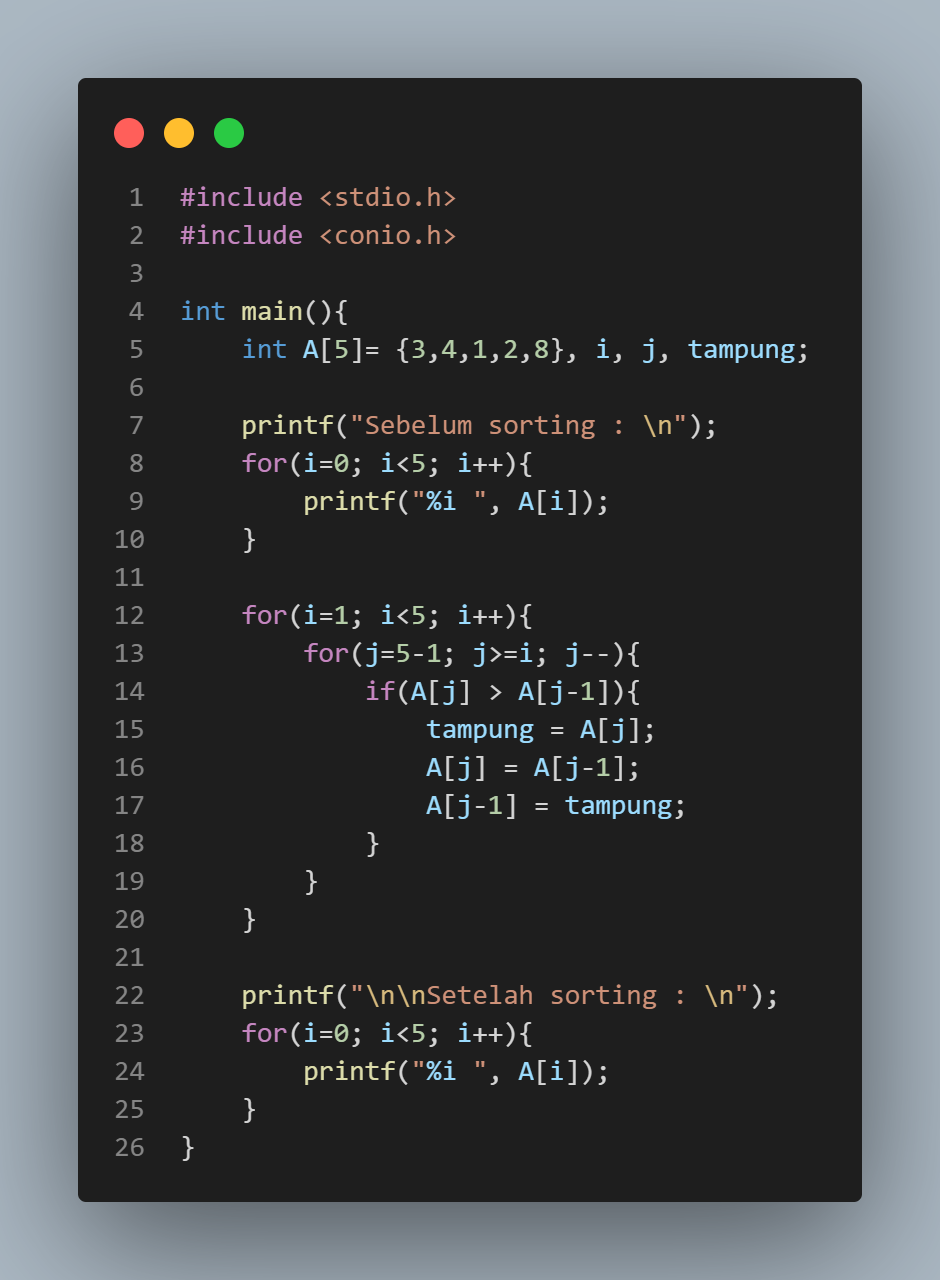 1 #include <stdio.h>
2 #include <conio.h>
3
4 int main(){
5     int A[5]= {3,4,1,2,8}, i, j, tampung;
6
7     printf("Sebelum sorting : \n");
8     for(i=0; i<5; i++){
9         printf("%i ", A[i]);
10     }
11
12     for(i=1; i<5; i++){
13         for(j=5-1; j>=i; j--){
14             if(A[j] > A[j-1]){
15                 tampung = A[j];
16                 A[j] = A[j-1];
17                 A[j-1] = tampung;
18             }
19         }
20     }
21
22     printf("\n\nSetelah sorting : \n");
23     for(i=0; i<5; i++){
24         printf("%i ", A[i]);
25     }
26 }